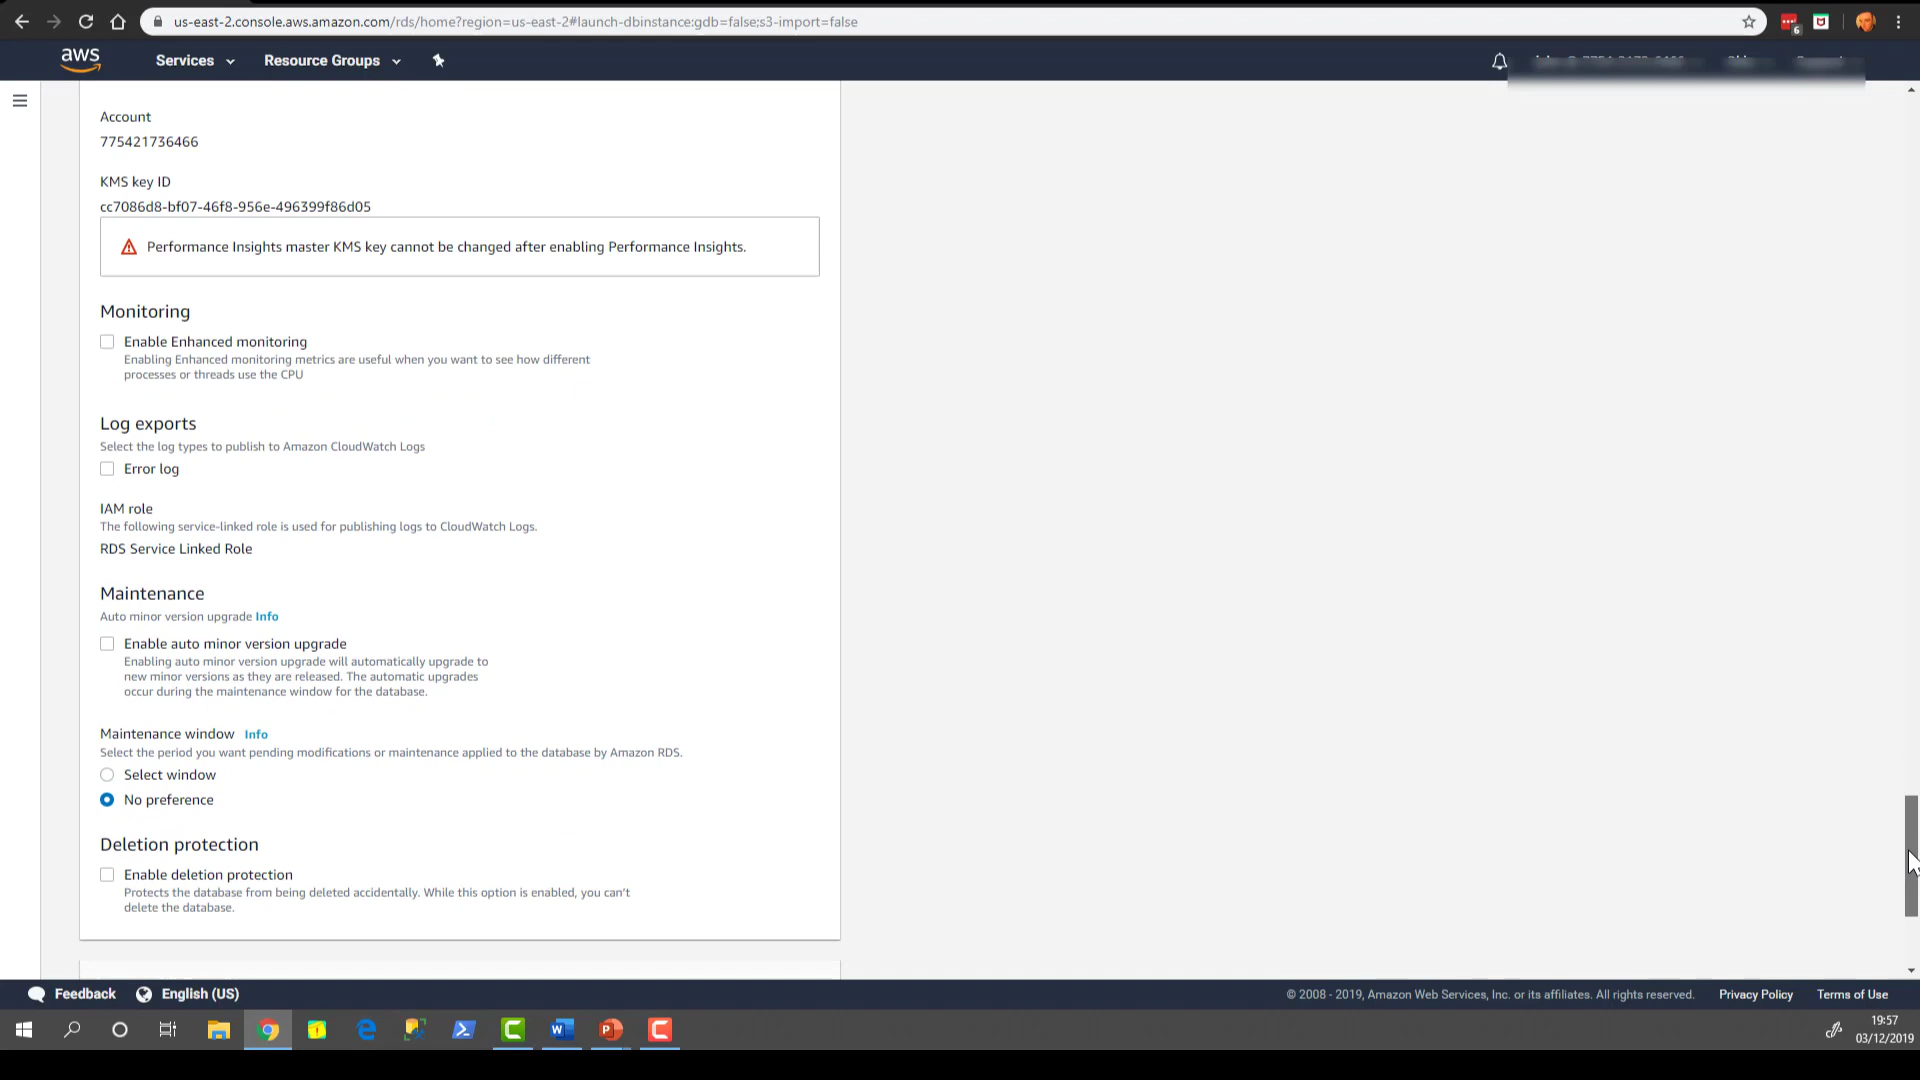 us-east-2.console.aws.amazon.com/rds/home?region=us-east-2#launch-dbinstance:gdb=false;s3-import=false
6
aws
Services
Resource Groups
Account
775421736466
KMS key ID
cc7086d8-bf07-46f8-956e-496399f86d05
Performance Insights master KMS key cannot be changed after enabling Performance Insights.
Monitoring
Enable Enhanced monitoring
Enabling Enhanced monitoring metrics are useful when you want to see how different
processes or threads use the CPU
Log exports
Select the log types to publish to Amazon CloudWatch Logs
Error log
IAM role
The following service-linked role is used for publishing logs to CloudWatch Logs.
RDS Service Linked Role
Maintenance
Auto minor version upgrade Info
Enable auto minor version upgrade
Enabling auto minor version upgrade will automatically upgrade to
new minor versions as they are released. The automatic upgrades
occur during the maintenance window for the database.
Maintenance window Info
Select the period you want pending modifications or maintenance applied to the database by Amazon RDS.
Select window
No preference
Deletion protection
Enable deletion protection
Protects the database from being deleted accidentally. While this option is enabled, you can't
delete the database.
Feedback
English (US)
© 2008 - 2019, Amazon Web Services, Inc. or its affiliates. All rights reserved.
Privacy Policy
Terms of Use
19:57
03/12/2019